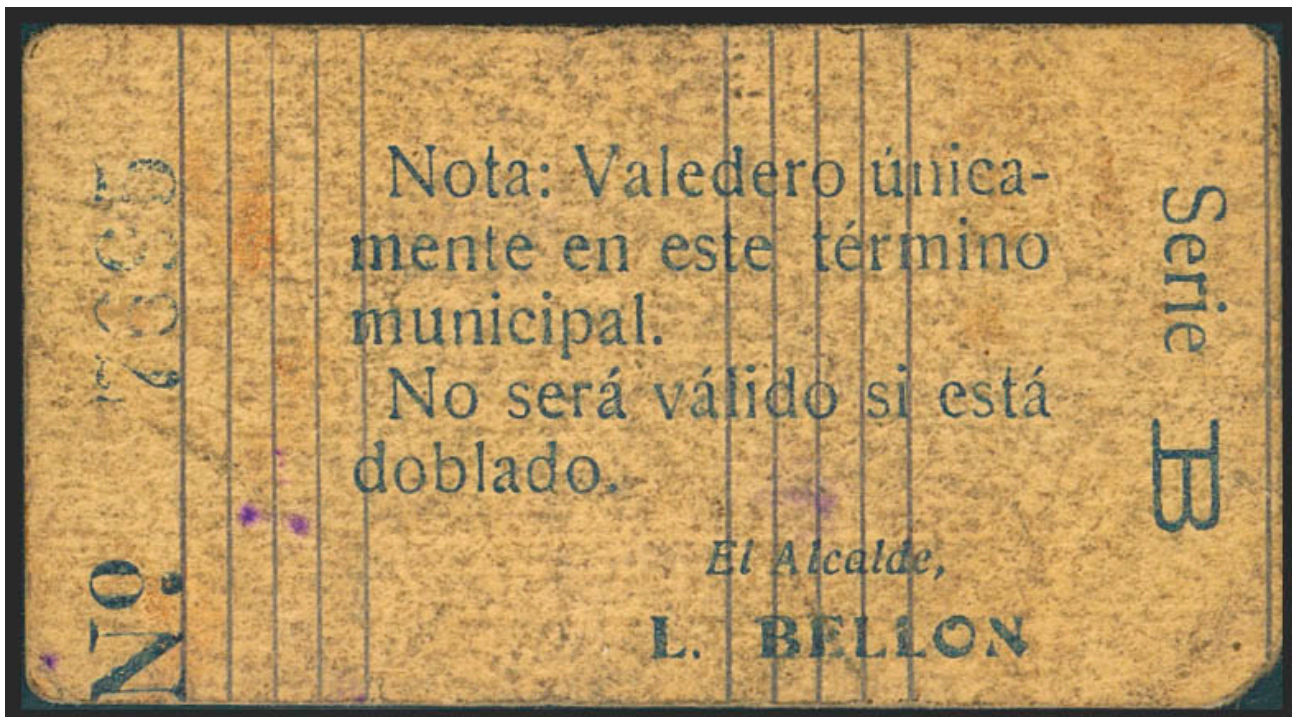 Nº.
Nota: Valedero única-
mente en este término
municipal.
No será válido si está
doblado.
El Alcalde,
L. BELLON
Serie B